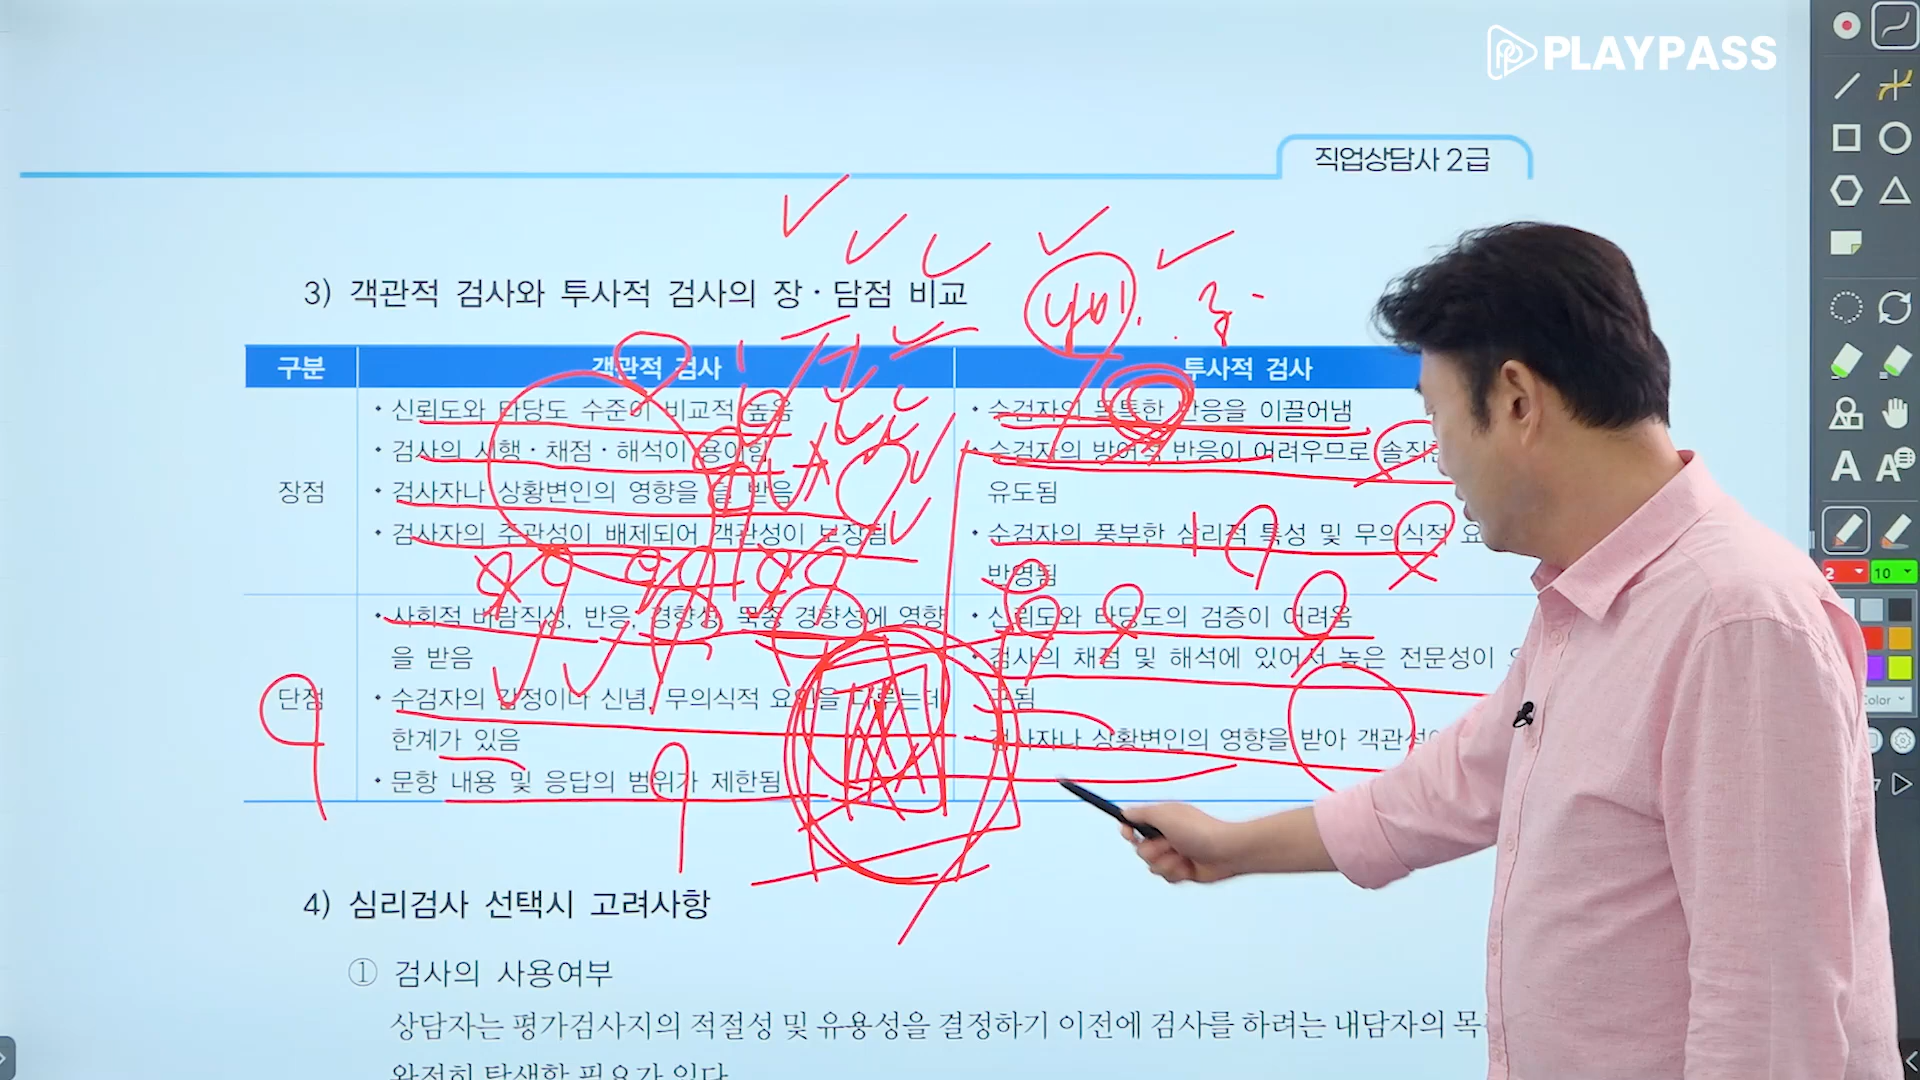 PLAYPASS
직업상담사 2급
3) 객관적 검사와 투사적 검사의 장·담점 비교
나비
구분
객관적 검사
투사적 검사
장점
• 신뢰도와 타당도 수준이 비교적 높음
• 검사의 시행·채점·해석이 용이함
• 검사자나 상황변인의 영향을 덜 받음
• 검사자의 주관성이 배제되어 객관성이 보장됨
• 수검자의 독특한 반응을 이끌어냄
• 수검자의 방어적 반응이 어려우므로 솔직한
유도됨
• 수검자의 풍부한 심리적 특성 및 무의식적 요
반영됨
단점
• 사회적 바람직성, 반응, 경향성, 묵종 경향성에 영향
을 받음
• 수검자의 감정이나 신념, 무의식적 요인을 다루는데
한계가 있음
• 문항 내용 및 응답의 범위가 제한됨
• 신뢰도와 타당도의 검증이 어려움
• 검사의 채점 및 해석에 있어서 높은 전문성이
구됨
• 검사자나 상황변인의 영향을 받아 객관성이
4) 심리검사 선택시 고려사항
① 검사의 사용여부
상담자는 평가검사지의 적절성 및 유용성을 결정하기 이전에 검사를 하려는 내담자의
완전히 탐색할 필요가 있다
Color
2
10